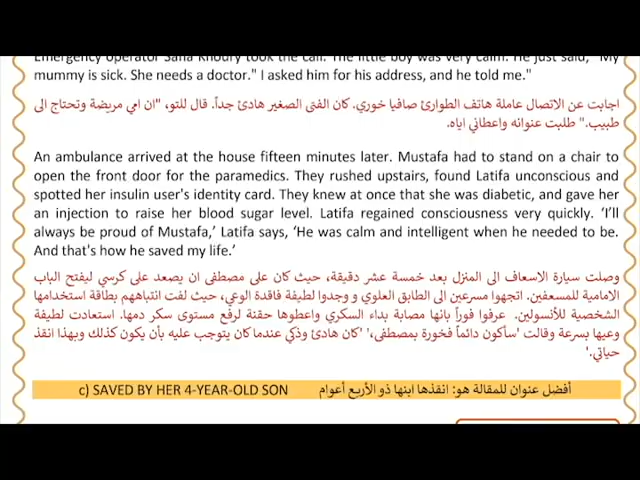 Emergency operator Sana Khoury took the call. The little boy was very calm. He just said, "My
mummy is sick. She needs a doctor." I asked him for his address, and he told me."
اجابت عن الاتصال عاملة هاتف الطوارئ صافيا خوري. كان الفتى الصغير هادئ جداً. قال للتو، "ان امي مريضة وتحتاج الى
طبيب." طلبت عنوانه واعطاني اياه.
An ambulance arrived at the house fifteen minutes later. Mustafa had to stand on a chair to
open the front door for the paramedics. They rushed upstairs, found Latifa unconscious and
spotted her insulin user's identity card. They knew at once that she was diabetic, and gave her
an injection to raise her blood sugar level. Latifa regained consciousness very quickly. 'I'll
always be proud of Mustafa,' Latifa says, 'He was calm and intelligent when he needed to be.
And that's how he saved my life.'
وصلت سيارة الاسعاف الى المنزل بعد خمسة عشر دقيقة، حيث كان على مصطفى ان يصعد على كرسي ليفتح الباب
الامامية للمسعفين. اتجهوا مسرعين الى الطابق العلوي و وجدوا لطيفة فاقدة الوعي، حيث لفت انتباههم بطاقة استخدامها
الشخصية للأنسولين. عرفوا فوراً بانها مصابة بداء السكري واعطوها حقنة لرفع مستوى سكر دمها. استعادت لطيفة
وعيها بسرعة وقالت 'سأكون دائماً فخورة بمصطفى،' 'كان هادئ وذكي عندما كان يتوجب عليه بأن يكون كذلك وبهذا انقذ
حياتي.'
c) SAVED BY HER 4-YEAR-OLD SON أفضل عنوان للمقالة هو: انقذها ابنها ذو الأربع أعوام